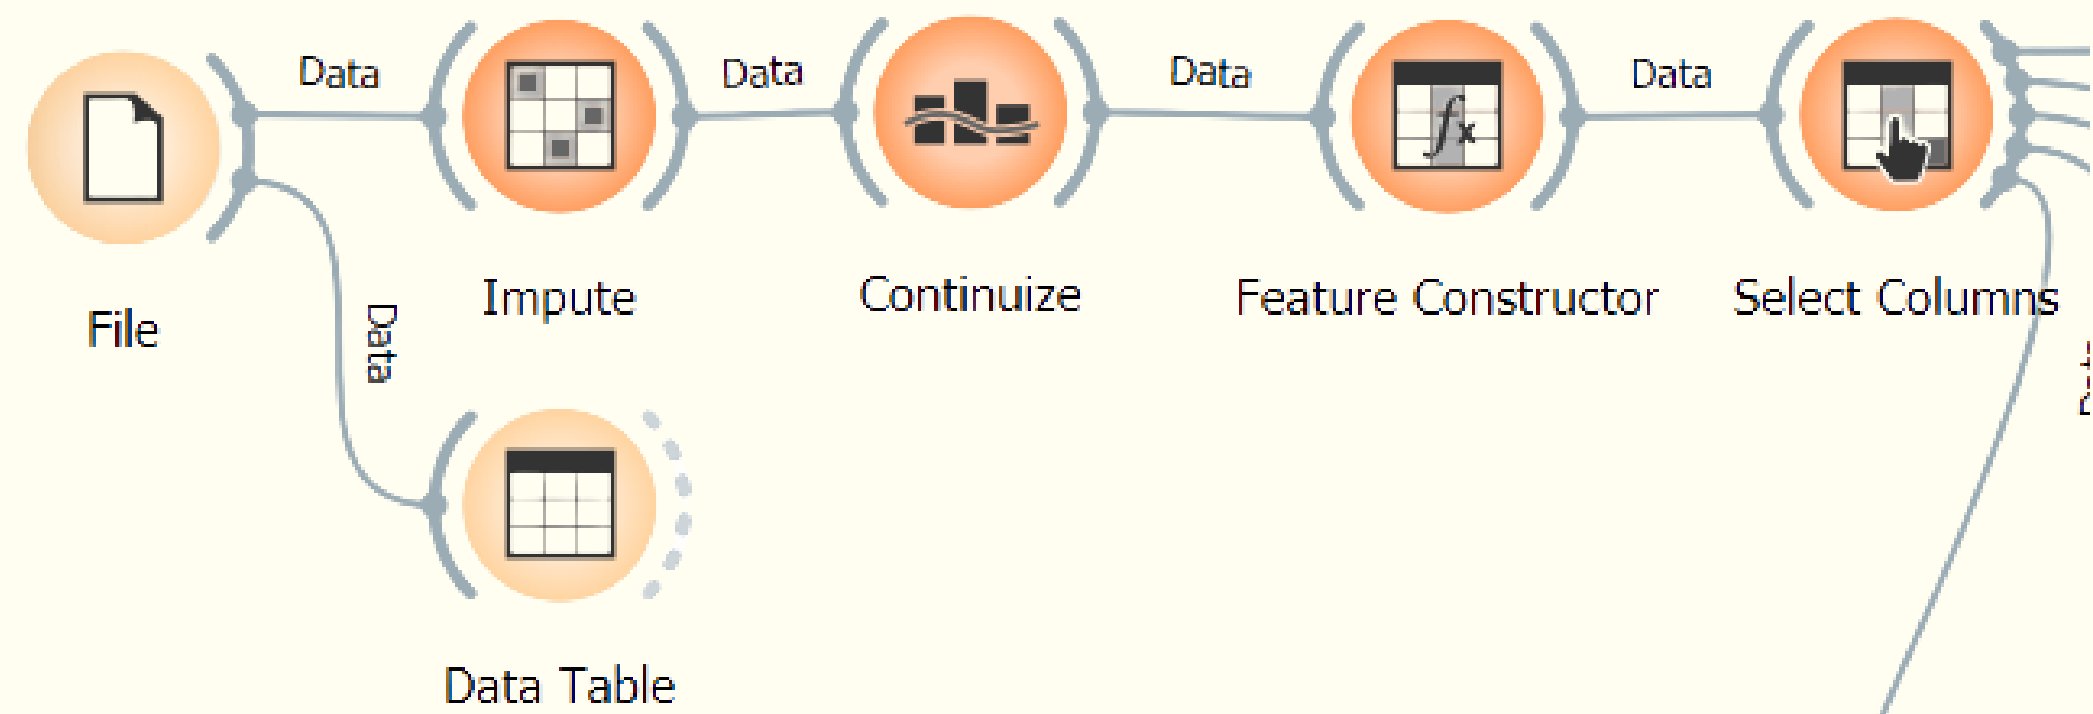 Data
Data
Data
Data
File
Impute
Continuize
Feature Constructor
Select Columns
Data
Data Table